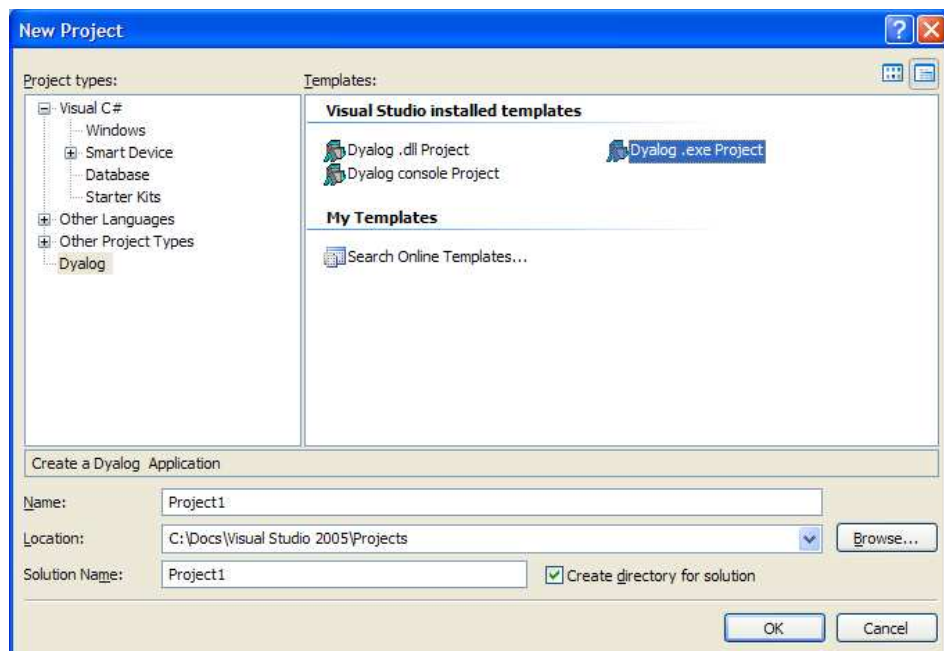 New Project
Project types:
Templates:
Visual C#
Windows
Smart Device
Database
Starter Kits
Other Languages
Other Project Types
Dyalog
Visual Studio installed templates
Dyalog .dll Project
Dyalog .exe Project
Dyalog console Project
My Templates
Search Online Templates...
Create a Dyalog Application
Name: Project1
Location: C:\Docs\Visual Studio 2005\Projects Browse...
Solution Name: Project1 Create directory for solution
OK Cancel